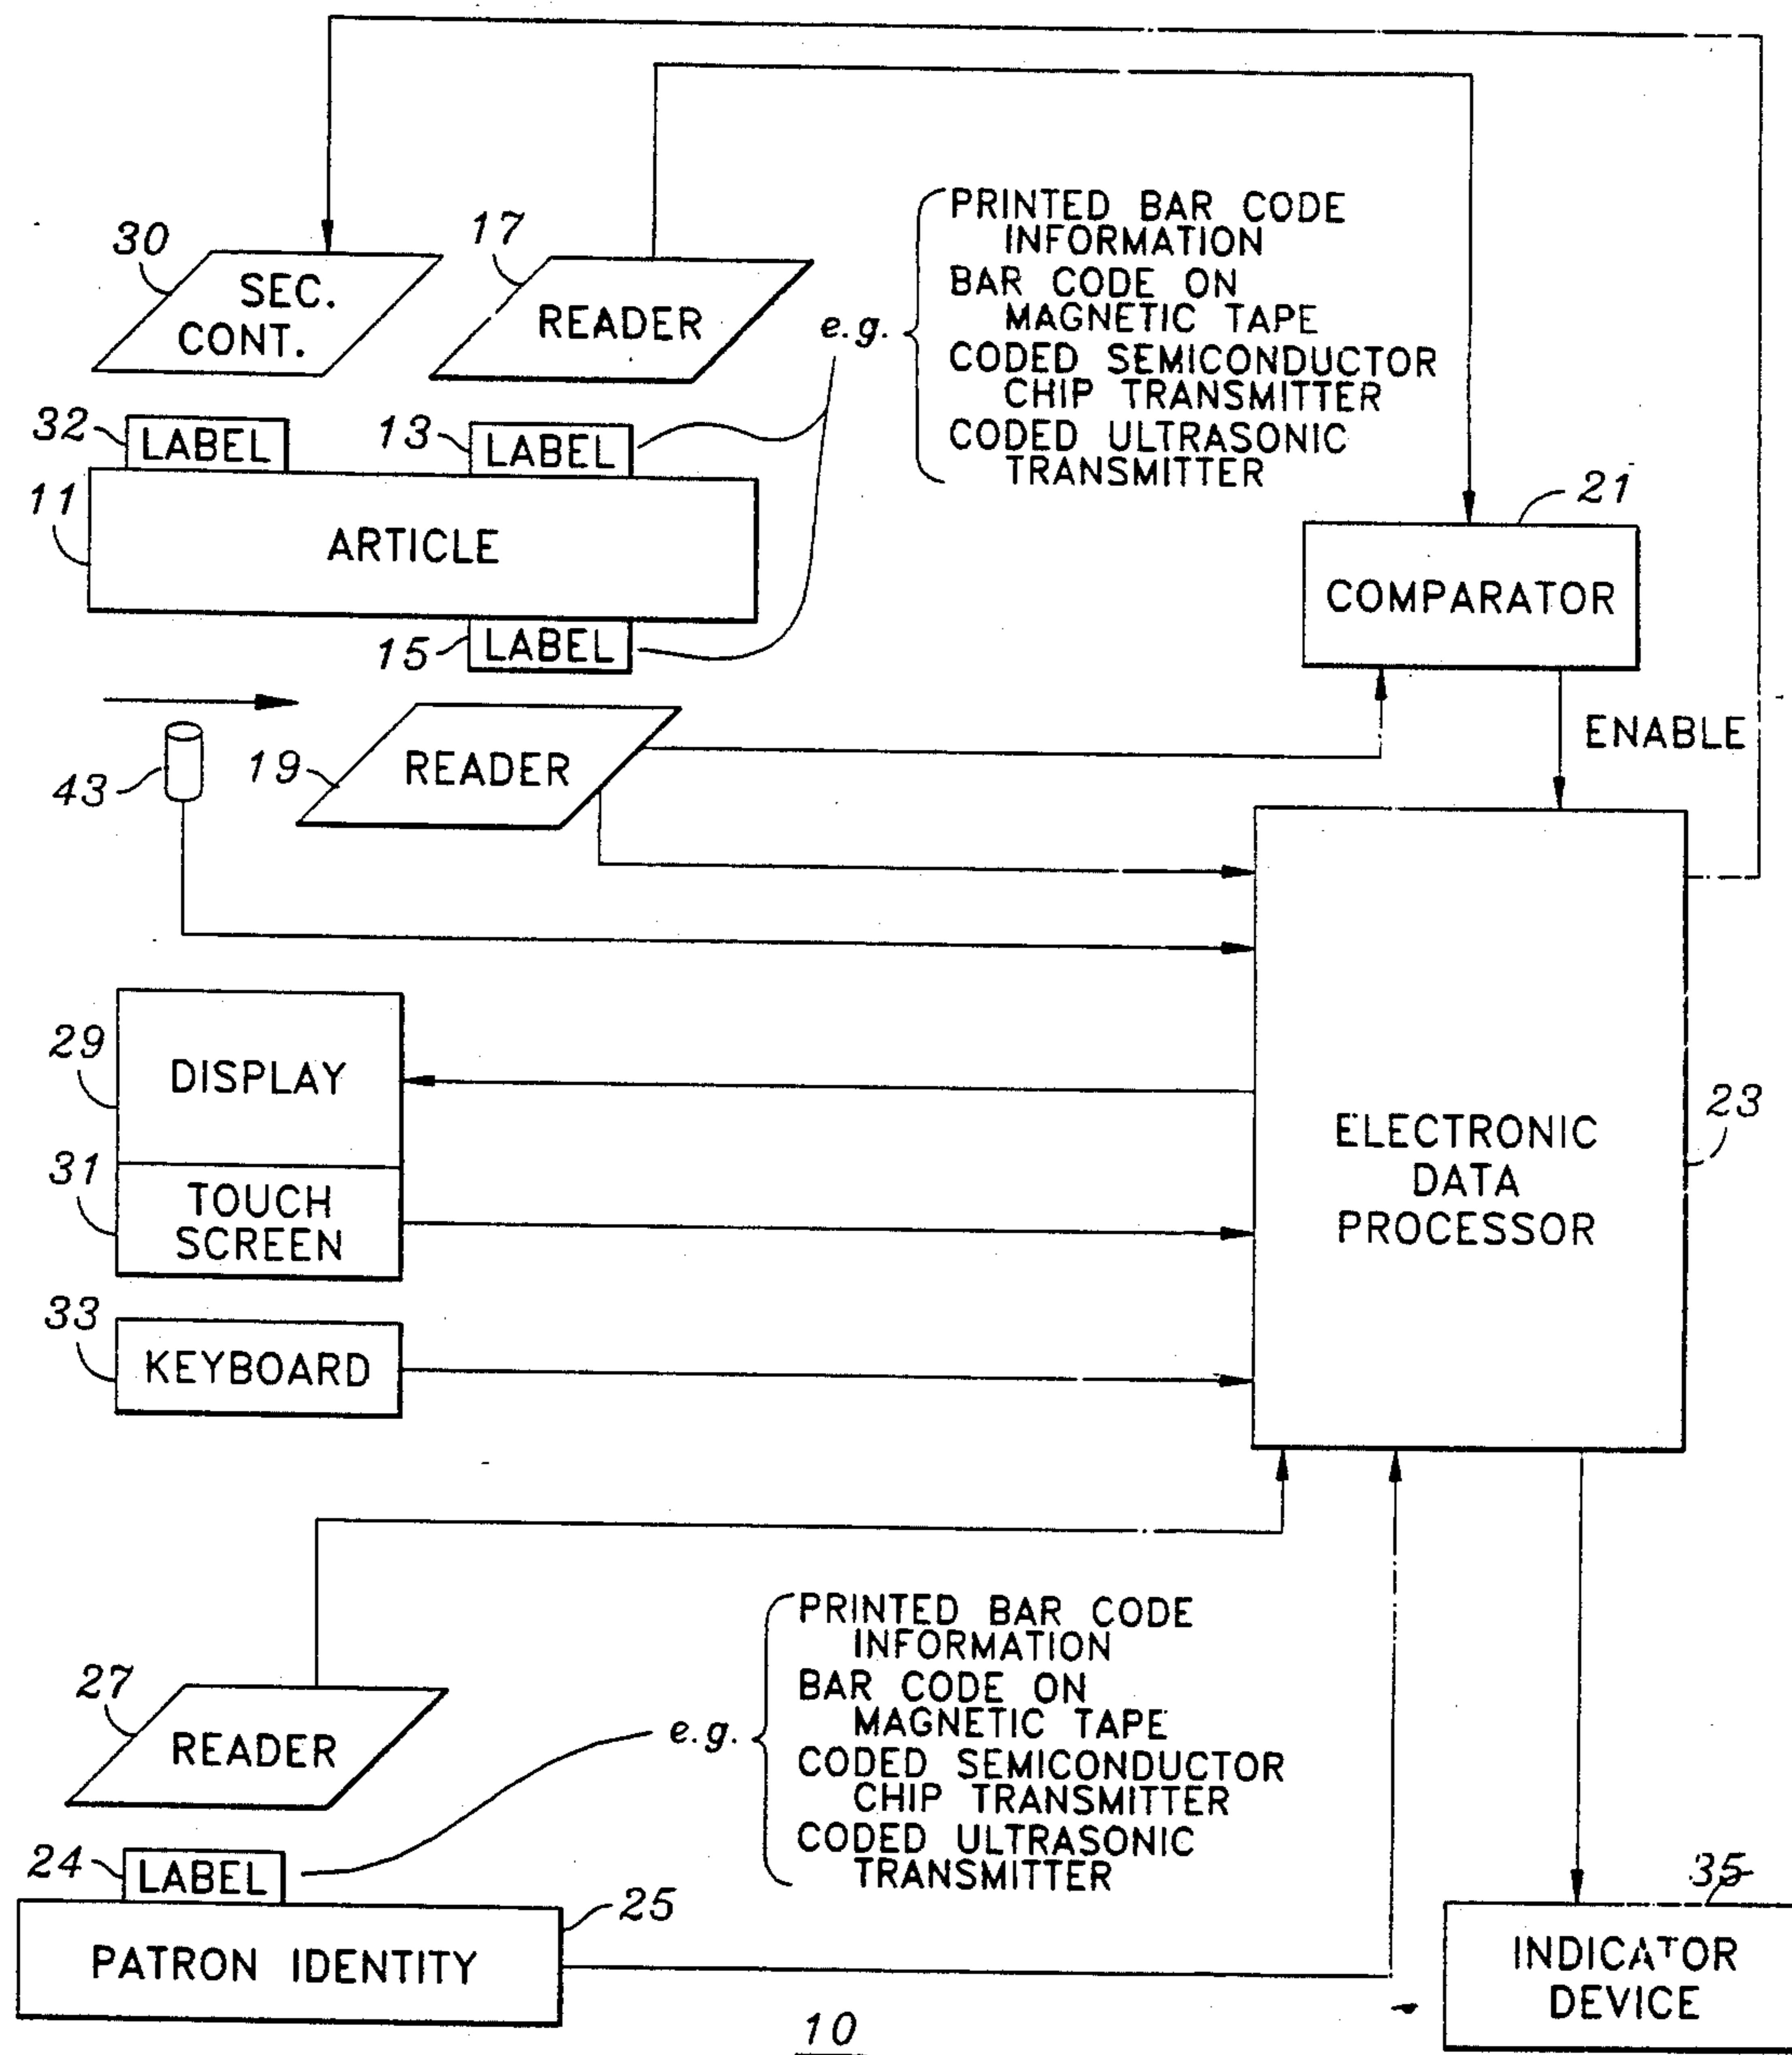 30
SEC.
CONT.
17
READER
e.g.
PRINTED BAR CODE
INFORMATION
BAR CODE ON
MAGNETIC TAPE
CODED SEMICONDUCTOR
CHIP TRANSMITTER
CODED ULTRASONIC
TRANSMITTER
32
LABEL
13
LABEL
11
ARTICLE
15
LABEL
21
COMPARATOR
ENABLE
43
19
READER
29
DISPLAY
31
TOUCH
SCREEN
33
KEYBOARD
ELECTRONIC
DATA
PROCESSOR
23
27
READER
e.g.
PRINTED BAR CODE
INFORMATION
BAR CODE ON
MAGNETIC TAPE
CODED SEMICONDUCTOR
CHIP TRANSMITTER
CODED ULTRASONIC
TRANSMITTER
24
LABEL
25
PATRON IDENTITY
35
INDICATOR
DEVICE
10